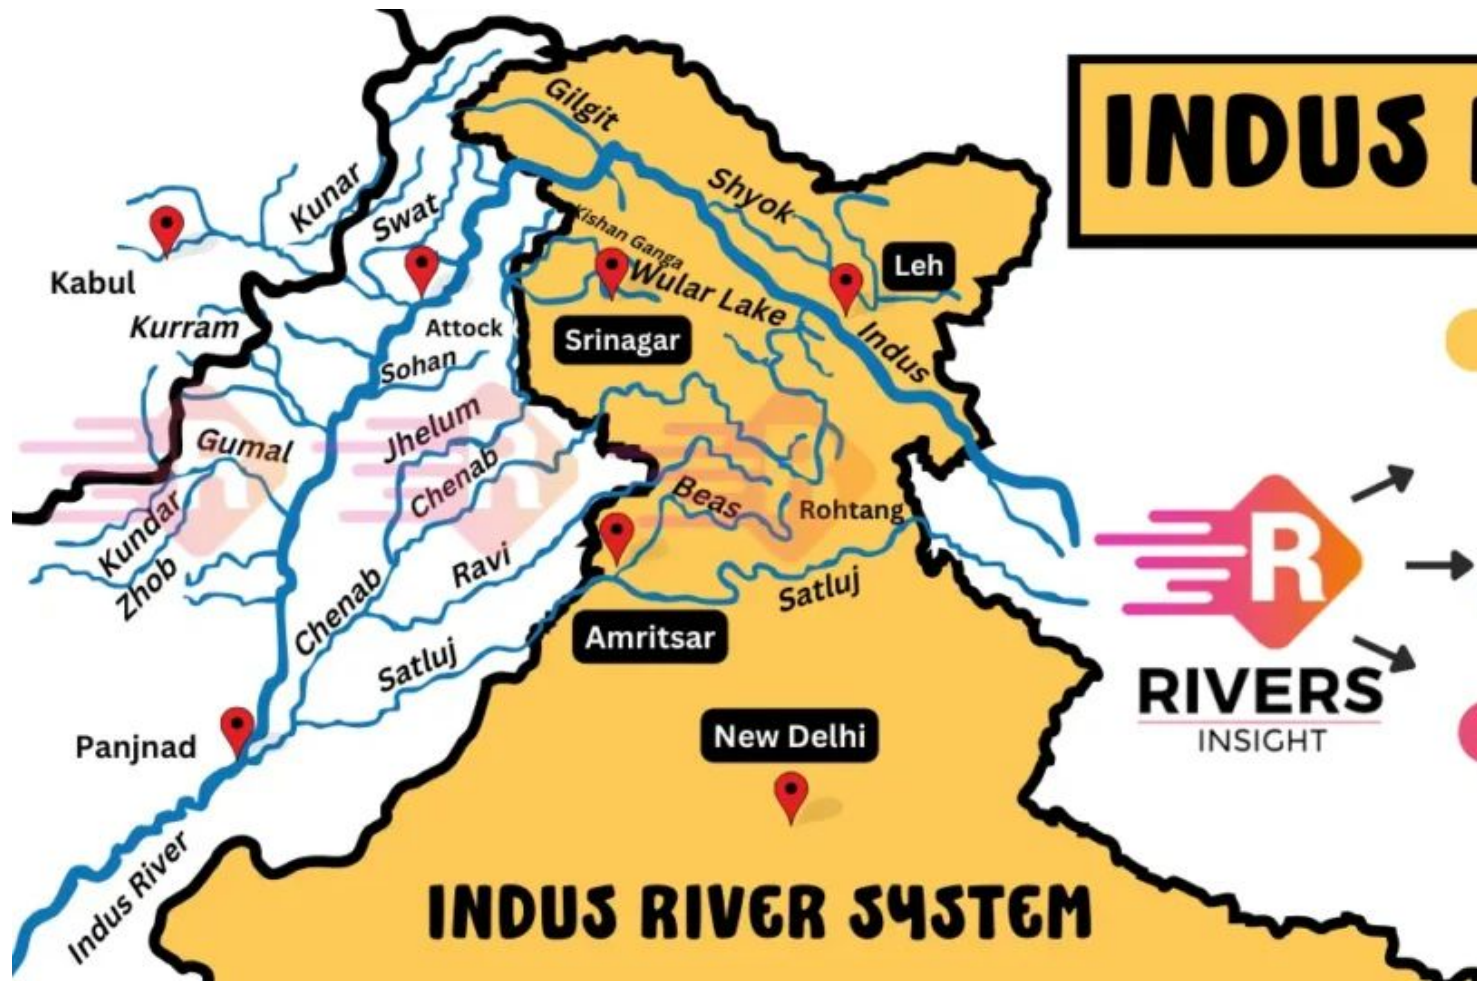 INDUS
Gilgit
Kunar
Shyok
Swat
Kishan Ganga
Kabul
Wular Lake
Leh
Kurram
Attock
Srinagar
Indus
Sohan
Jhelum
Gumal
Chenab
Beas
Rohtang
Kundar
Zhob
Ravi
Satluj
Chenab
Amritsar
Satluj
R
RIVERS
INSIGHT
New Delhi
Panjnad
Indus River
INDUS RIVER SYSTEM